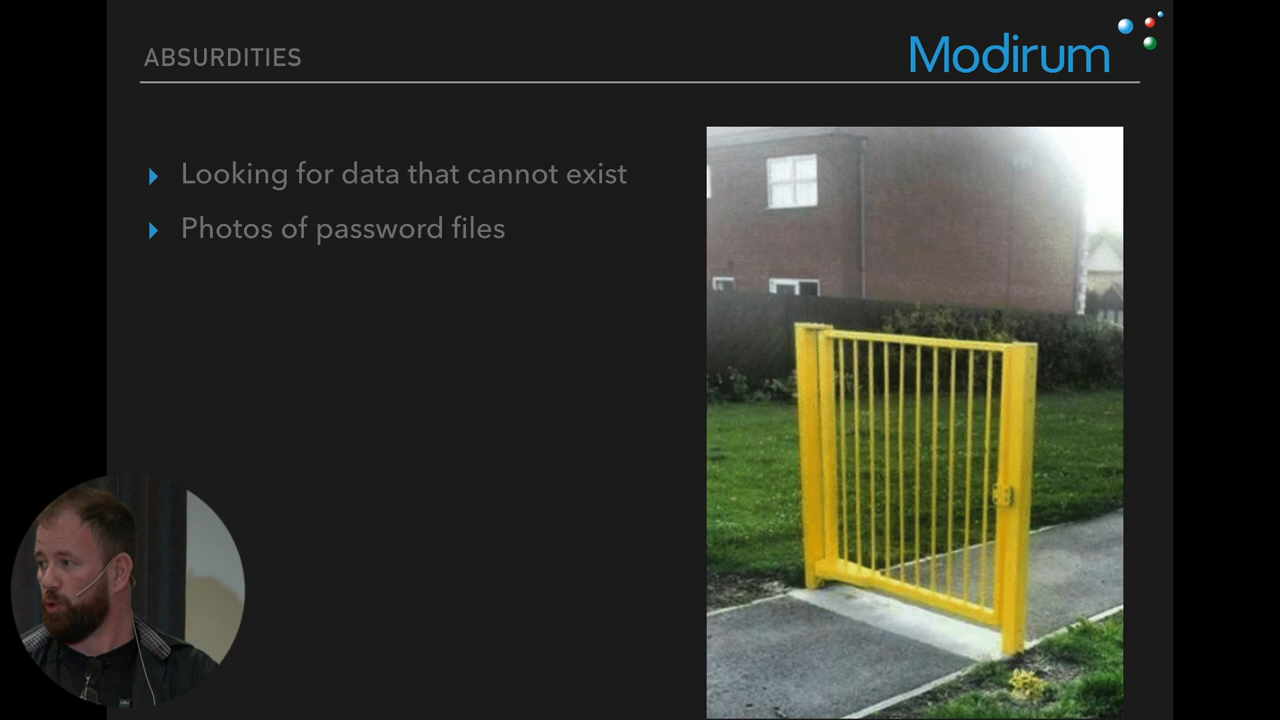 ABSURDITIES
Modirum
Looking for data that cannot exist
Photos of password files